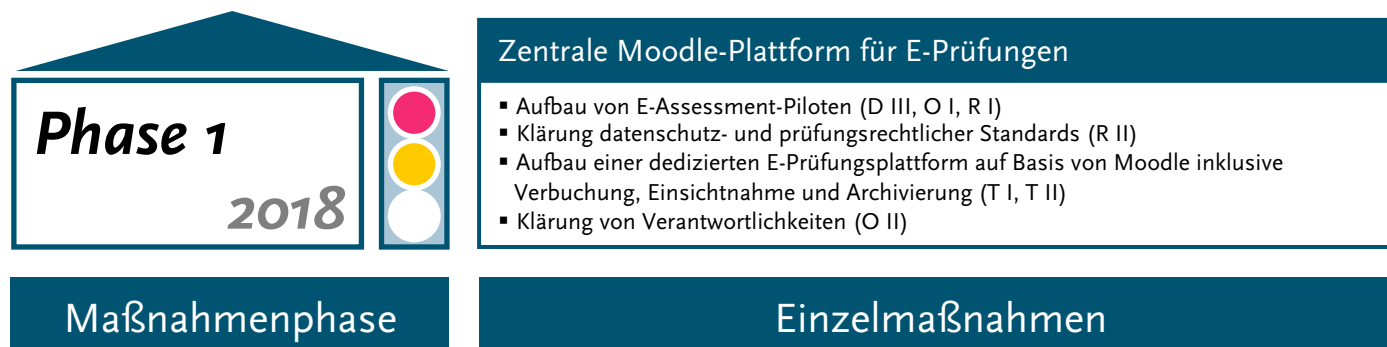 Phase 1
2018
Zentrale Moodle-Plattform für E-Prüfungen
▪ Aufbau von E-Assessment-Piloten (D III, O I, R I)
▪ Klärung datenschutz- und prüfungsrechtlicher Standards (R II)
▪ Aufbau einer dedizierten E-Prüfungsplattform auf Basis von Moodle inklusive
Verbuchung, Einsichtnahme und Archivierung (T I, T II)
▪ Klärung von Verantwortlichkeiten (O II)
Maßnahmenphase
Einzelmaßnahmen